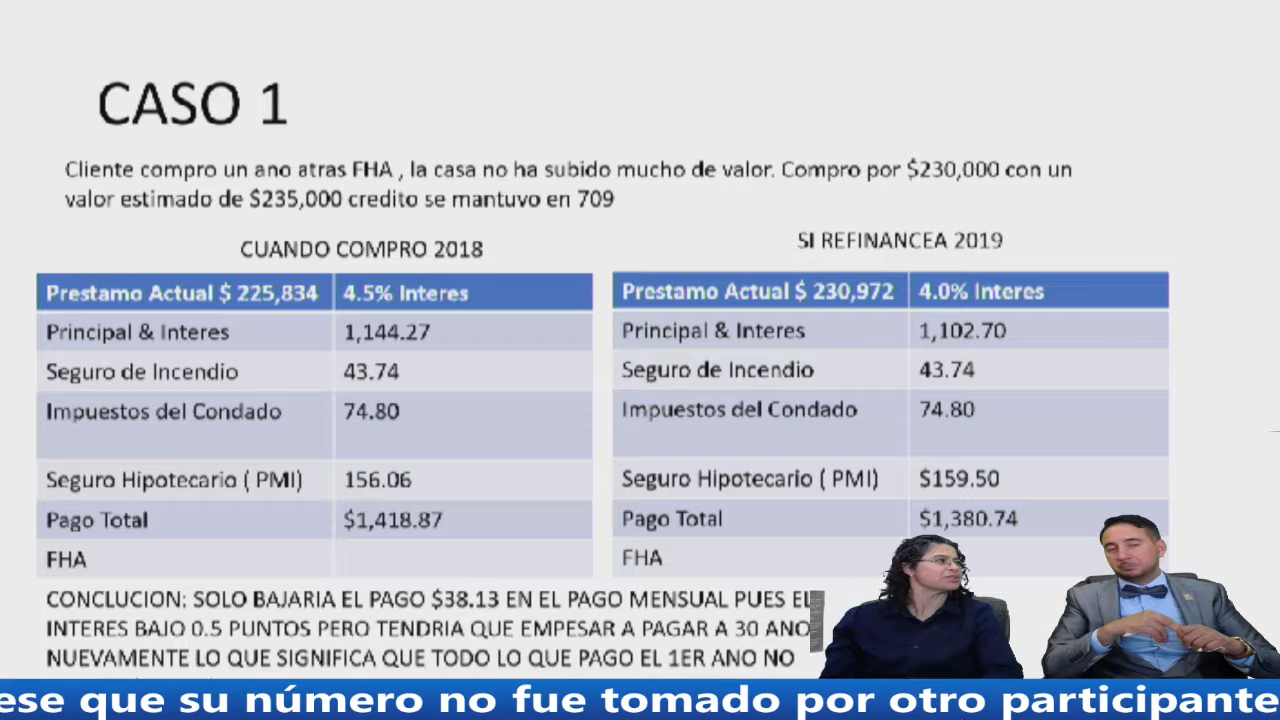 CASO 1
Cliente compro un ano atras FHA , la casa no ha subido mucho de valor. Compro por $230,000 con un
valor estimado de $235,000 credito se mantuvo en 709
CUANDO COMPRO 2018
Prestamo Actual $ 225,834 4.5% Interes
Principal & Interes 1,144.27
Seguro de Incendio 43.74
Impuestos del Condado 74.80
Seguro Hipotecario ( PMI) 156.06
Pago Total $1,418.87
FHA
SI REFINANCEA 2019
Prestamo Actual $ 230,972 4.0% Interes
Principal & Interes 1,102.70
Seguro de Incendio 43.74
Impuestos del Condado 74.80
Seguro Hipotecario ( PMI) $159.50
Pago Total $1,380.74
FHA
CONCLUCION: SOLO BAJARIA EL PAGO $38.13 EN EL PAGO MENSUAL PUES EL
INTERES BAJO 0.5 PUNTOS PERO TENDRIA QUE EMPESAR A PAGAR A 30 ANO
NUEVAMENTE LO QUE SIGNIFICA QUE TODO LO QUE PAGO EL 1ER ANO NO
ese que su número no fue tomado por otro participante